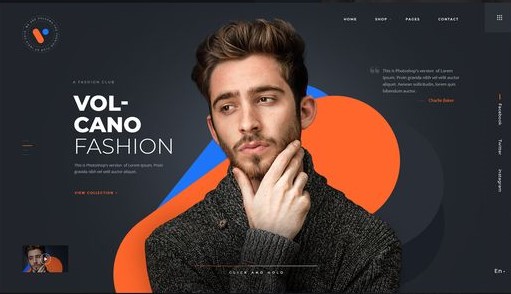 HOME
SHOP
PAGES
CONTACT
A FASHION CLUB
VOL-
CANO
FASHION
This is Photoshop's version of Lorem Ipsum. Proin
gravida nibh vel velit auctor aliquet.
VIEW COLLECTION
This is Photoshop's version of Lorem
Ipsum. Proin gravida nibh vel velit auctor
aliquet. Aenean sollicitudin, lorem quis
bibendum auctor.
Charlie Baker
Facebook
Twitter
Instagram
CLICK AND HOLD
En